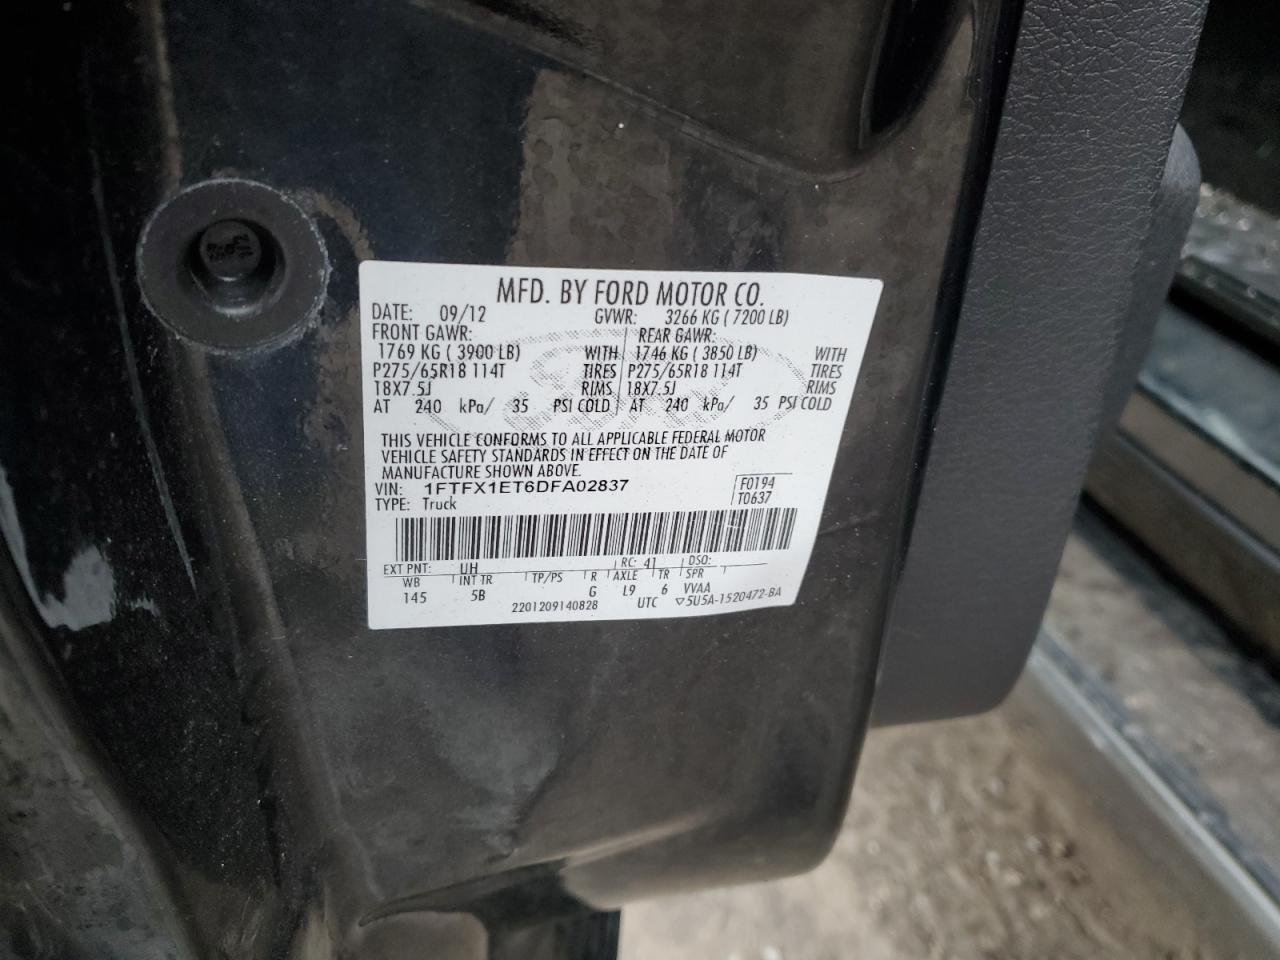 MFD. BY FORD MOTOR CO.
DATE: 09/12 GVWR: 3266 KG ( 7200 LB)
FRONT GAWR: REAR GAWR:
1769 KG ( 3900 LB) WITH 1746 KG ( 3850 LB) WITH
P275/65R18 114T TIRES P275/65R18 114T TIRES
18X7.5J RIMS 18X7.5J RIMS
AT 240 kPa/ 35 PSI COLD AT 240 kPa/ 35 PSI COLD
THIS VEHICLE CONFORMS TO ALL APPLICABLE FEDERAL MOTOR
VEHICLE SAFETY STANDARDS IN EFFECT ON THE DATE OF
MANUFACTURE SHOWN ABOVE.
VIN: 1FTFX1ET6DFA02837 F0194
TYPE: Truck T0637
EXT PNT: UH RC: 41 DSO:
WB INT TR TP/PS R AXLE TR SPR
145 5B G L9 6 VVAA
2201209140828 UTC ▽5U5A-1520472-BA